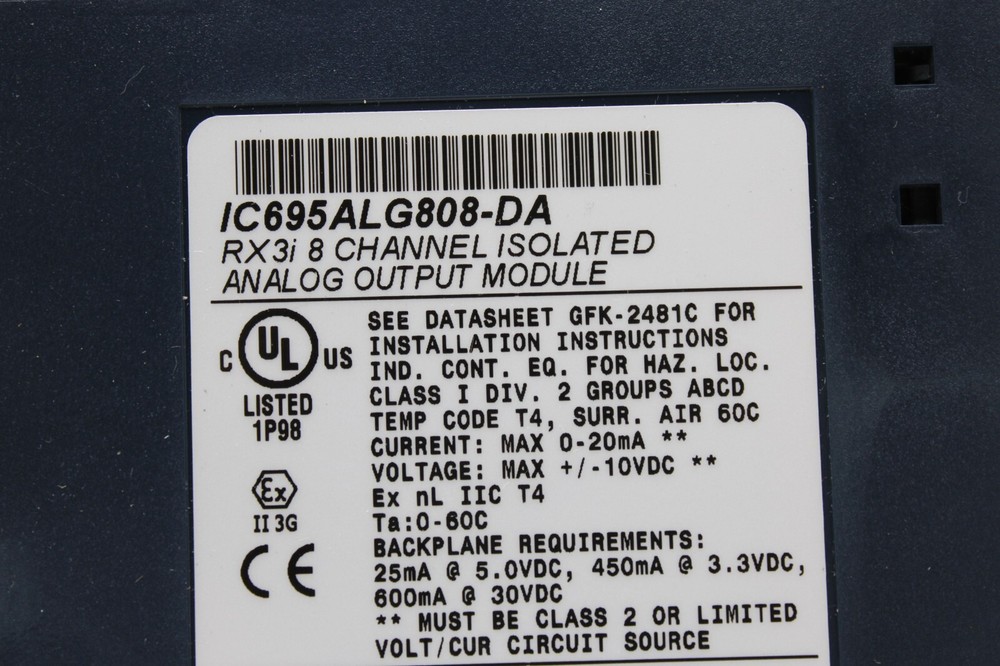 IC695ALG808-DA
RX3i 8 CHANNEL ISOLATED
ANALOG OUTPUT MODULE
C UL US
LISTED
1P98
Ex
II 3G
CE
SEE DATASHEET GFK-2481C FOR
INSTALLATION INSTRUCTIONS
IND. CONT. EQ. FOR HAZ. LOC.
CLASS I DIV. 2 GROUPS ABCD
TEMP CODE T4, SURR. AIR 60C
CURRENT: MAX 0-20mA **
VOLTAGE: MAX +/-10VDC **
Ex nL IIC T4
Ta:0-60C
BACKPLANE REQUIREMENTS:
25mA @ 5.0VDC, 450mA @ 3.3VDC,
600mA @ 30VDC
** MUST BE CLASS 2 OR LIMITED
VOLT/CUR CIRCUIT SOURCE